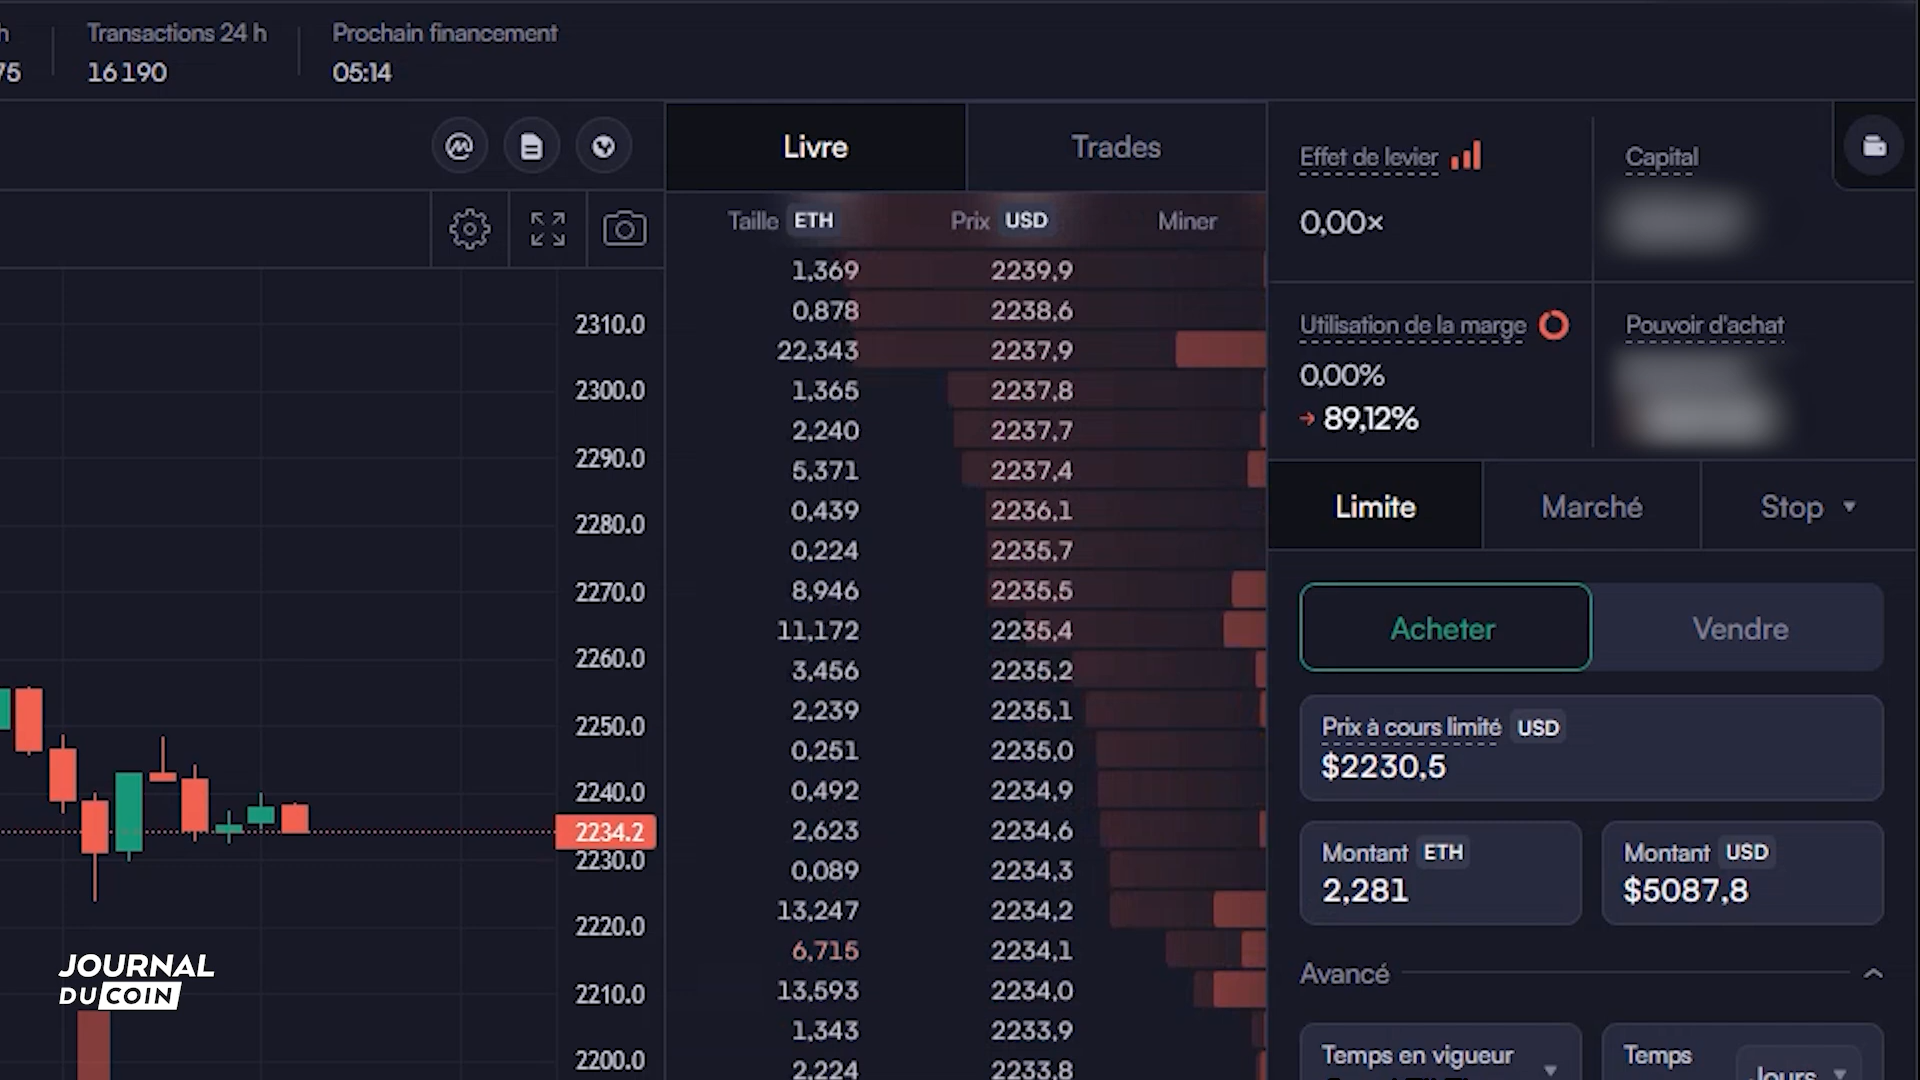 h
75
Transactions 24 h
16 190
Prochain financement
05:14
Livre
Trades
Taille ETH Prix USD Miner
1,369 2239,9
0,878 2238,6
22,343 2237,9
1,365 2237,8
2,240 2237,7
5,371 2237,4
0,439 2236,1
0,224 2235,7
8,946 2235,5
11,172 2235,4
3,456 2235,2
2,239 2235,1
0,251 2235,0
0,492 2234,9
2,623 2234,6
0,089 2234,3
13,247 2234,2
6,715 2234,1
13,593 2234,0
1,343 2233,9
2,224 2233,8
2310.0
2300.0
2290.0
2280.0
2270.0
2260.0
2250.0
2240.0
2234.2
2230.0
2220.0
2210.0
2200.0
JOURNAL
DU COIN
Effet de levier
0,00×
Capital
Utilisation de la marge
0,00%
→ 89,12%
Pouvoir d'achat
Limite
Marché
Stop
Acheter
Vendre
Prix à cours limité USD
$2230,5
Montant ETH
2,281
Montant USD
$5087,8
Avancé
Temps en vigueur
Temps
Jours